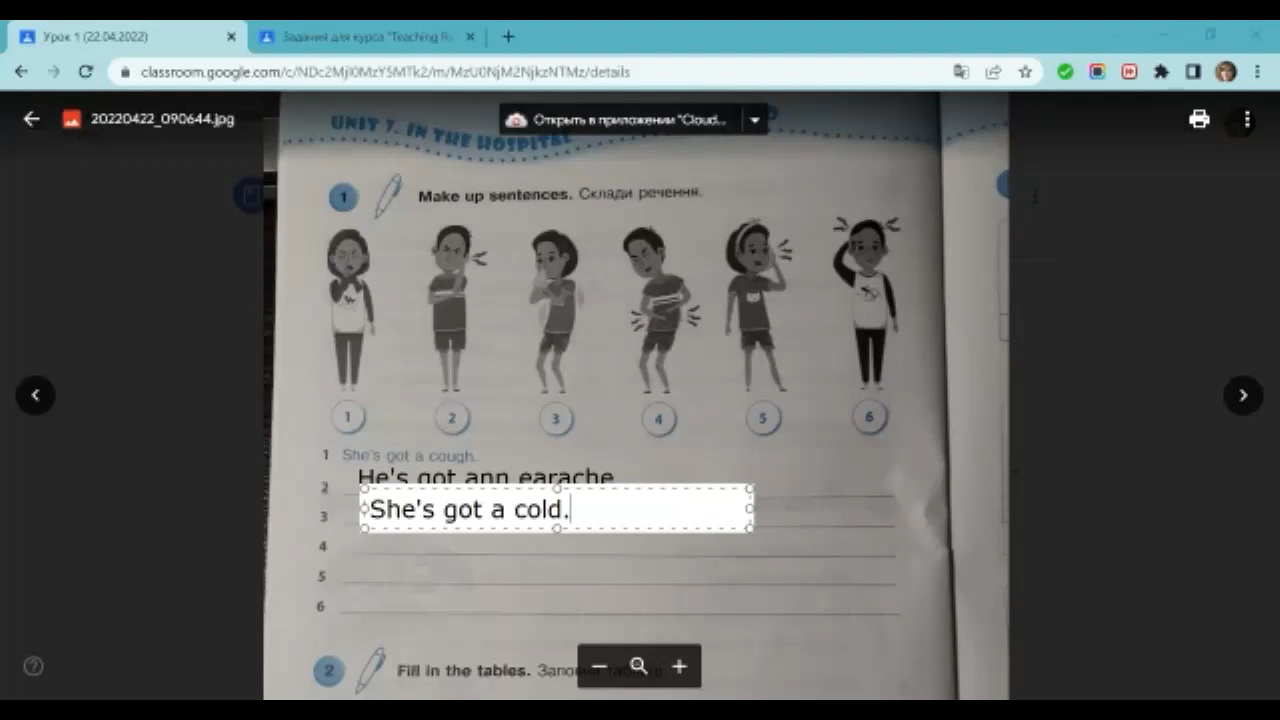 Урок 1 (22.04.2022)
Задания для курса "Teaching
classroom.google.com/c/NDc2MjI0MzY5MTk2/m/MzU0NjM2NjkzNTMz/details
20220422_090644.jpg
Открыть в приложении "Cloud...
UNIT 7. IN THE HOSPITAL
1 Make up sentences. Склади речення.
1 2 3 4 5 6
1 She's got a cough.
2 He's got ann earache
3 She's got a cold.
4
5
6
2 Fill in the tables.